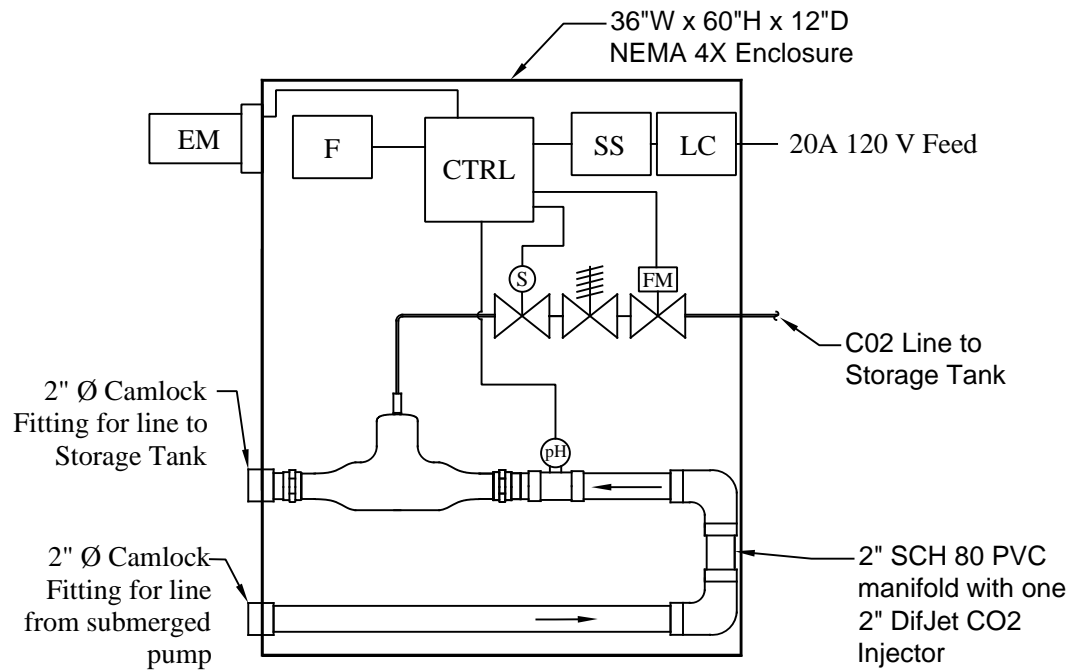 36"W x 60"H x 12"D
NEMA 4X Enclosure
EM
F
CTRL
SS
LC
20A 120 V Feed
S
FM
C02 Line to
Storage Tank
2" Ø Camlock
Fitting for line to
Storage Tank
pH
2" Ø Camlock
Fitting for line
from submerged
pump
2" SCH 80 PVC
manifold with one
2" DifJet CO2
Injector